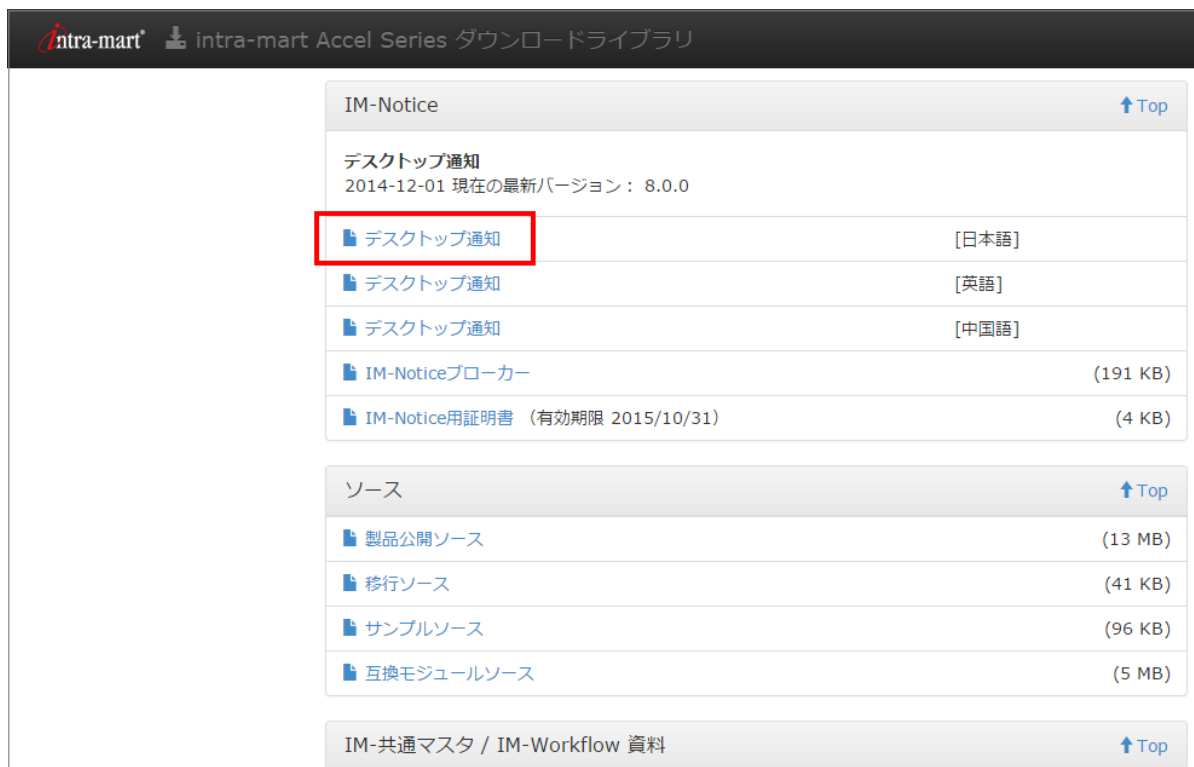 intra-mart® intra-mart Accel Series ダウンロードライブラリ
IM-Notice Top
デスクトップ通知
2014-12-01 現在の最新バージョン： 8.0.0
デスクトップ通知 [日本語]
デスクトップ通知 [英語]
デスクトップ通知 [中国語]
IM-Noticeブローカー (191 KB)
IM-Notice用証明書 （有効期限 2015/10/31） (4 KB)
ソース Top
製品公開ソース (13 MB)
移行ソース (41 KB)
サンプルソース (96 KB)
互換モジュールソース (5 MB)
IM-共通マスタ / IM-Workflow 資料 Top